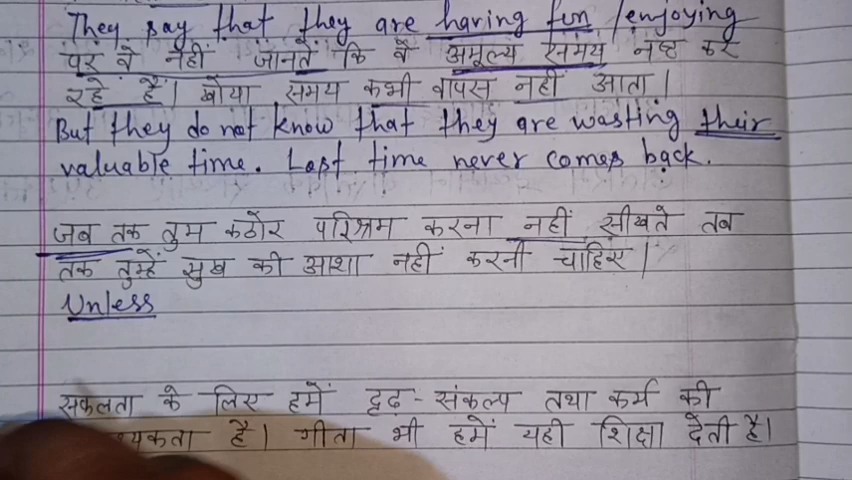 They say that they are having fun /enjoying
पर वे नहीं जानते कि वे अमूल्य समय नष्ट कर
रहे हैं। खोया समय कभी वापस नहीं आता।
But they do not know that they are wasting their
valuable time. Lost time never comes back.
जब तक तुम कठोर परिश्रम करना नहीं सीखते तब
तक तुम्हें सुख की आशा नहीं करनी चाहिए।
Unless
सफलता के लिए हमें दृढ़-संकल्प तथा कर्म की
है। गीता भी हमें यही शिक्षा देती है।